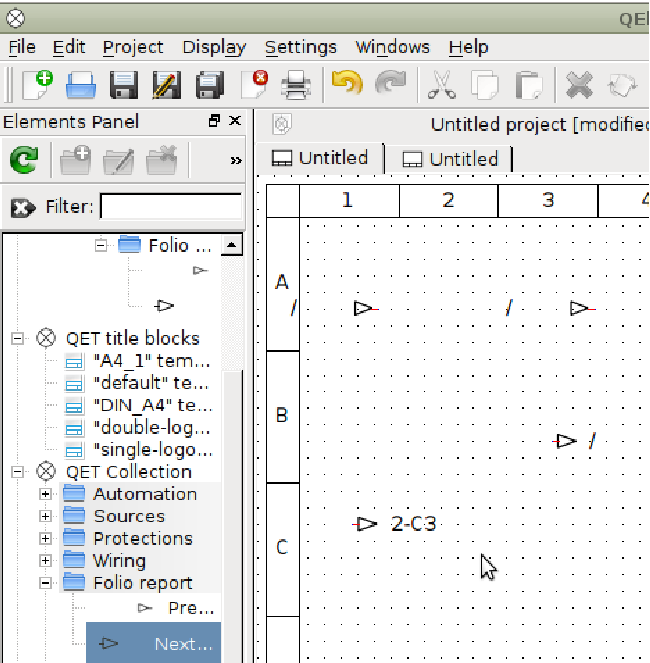 QEl
File Edit Project Display Settings Windows Help
Elements Panel
Untitled project [modified
Untitled
Untitled
»
Filter:
1 2 3 4
Folio ...
A
/ /
QET title blocks
"A4_1" tem...
"default" te...
"DIN_A4" te...
"double-log...
"single-logo...
B
/
QET Collection
Automation
Sources
Protections
Wiring
Folio report
2-C3
C
Pre...
Next...